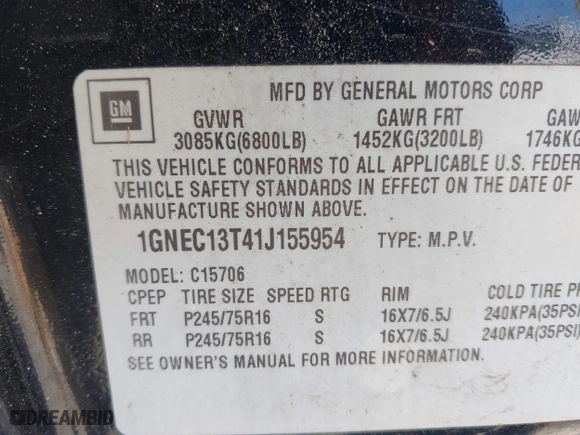 MFD BY GENERAL MOTORS CORP
GM
GVWR GAWR FRT GAW
3085KG(6800LB) 1452KG(3200LB) 1746KG
THIS VEHICLE CONFORMS TO ALL APPLICABLE U.S. FEDER
VEHICLE SAFETY STANDARDS IN EFFECT ON THE DATE OF
MANUFACTURE SHOWN ABOVE.
1GNEC13T41J155954 TYPE: M.P.V.
MODEL: C15706
CPEP TIRE SIZE SPEED RTG RIM COLD TIRE PR
FRT P245/75R16 S 16X7/6.5J 240KPA(35PSI
RR P245/75R16 S 16X7/6.5J 240KPA(35PSI)
SEE OWNER'S MANUAL FOR MORE INFORMATION.
DREAMBID